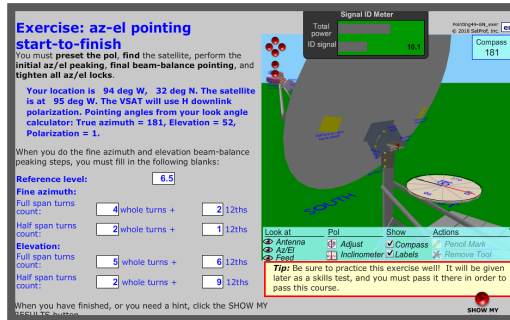 Exercise: az-el pointing
start-to-finish
You must preset the pol, find the satellite, perform the
initial az/el peaking, final beam-balance pointing, and
tighten all az/el locks.
Your location is 94 deg W, 32 deg N. The satellite
is at 95 deg W. The VSAT will use H downlink
polarization. Pointing angles from your look angle
calculator: True azimuth = 181, Elevation = 52,
Polarization = 1.
When you do the fine azimuth and elevation beam-balance
peaking steps, you must fill in the following blanks:
Reference level: 6.5
Fine azimuth:
Full span turns
count: 4 whole turns + 2 12ths
Half span turns
count: 2 whole turns + 1 12ths
Elevation:
Full span turns
count: 5 whole turns + 6 12ths
Half span turns
count: 2 whole turns + 9 12ths
When you have finished, or you need a hint, click the SHOW MY
RESULTS button
Signal ID Meter
Total
power
ID signal 10.1
© 2018 SatProf, Inc.
Compass
181
SOUTH
Look at Pol Show Actions
Antenna Adjust Compass Pencil Mark
Az/El Inclinometer Labels Remove Tool
Feed
Tip: Be sure to practice this exercise well! It will be given
later as a skills test, and you must pass it there in order to
pass this course.
SHOW MY